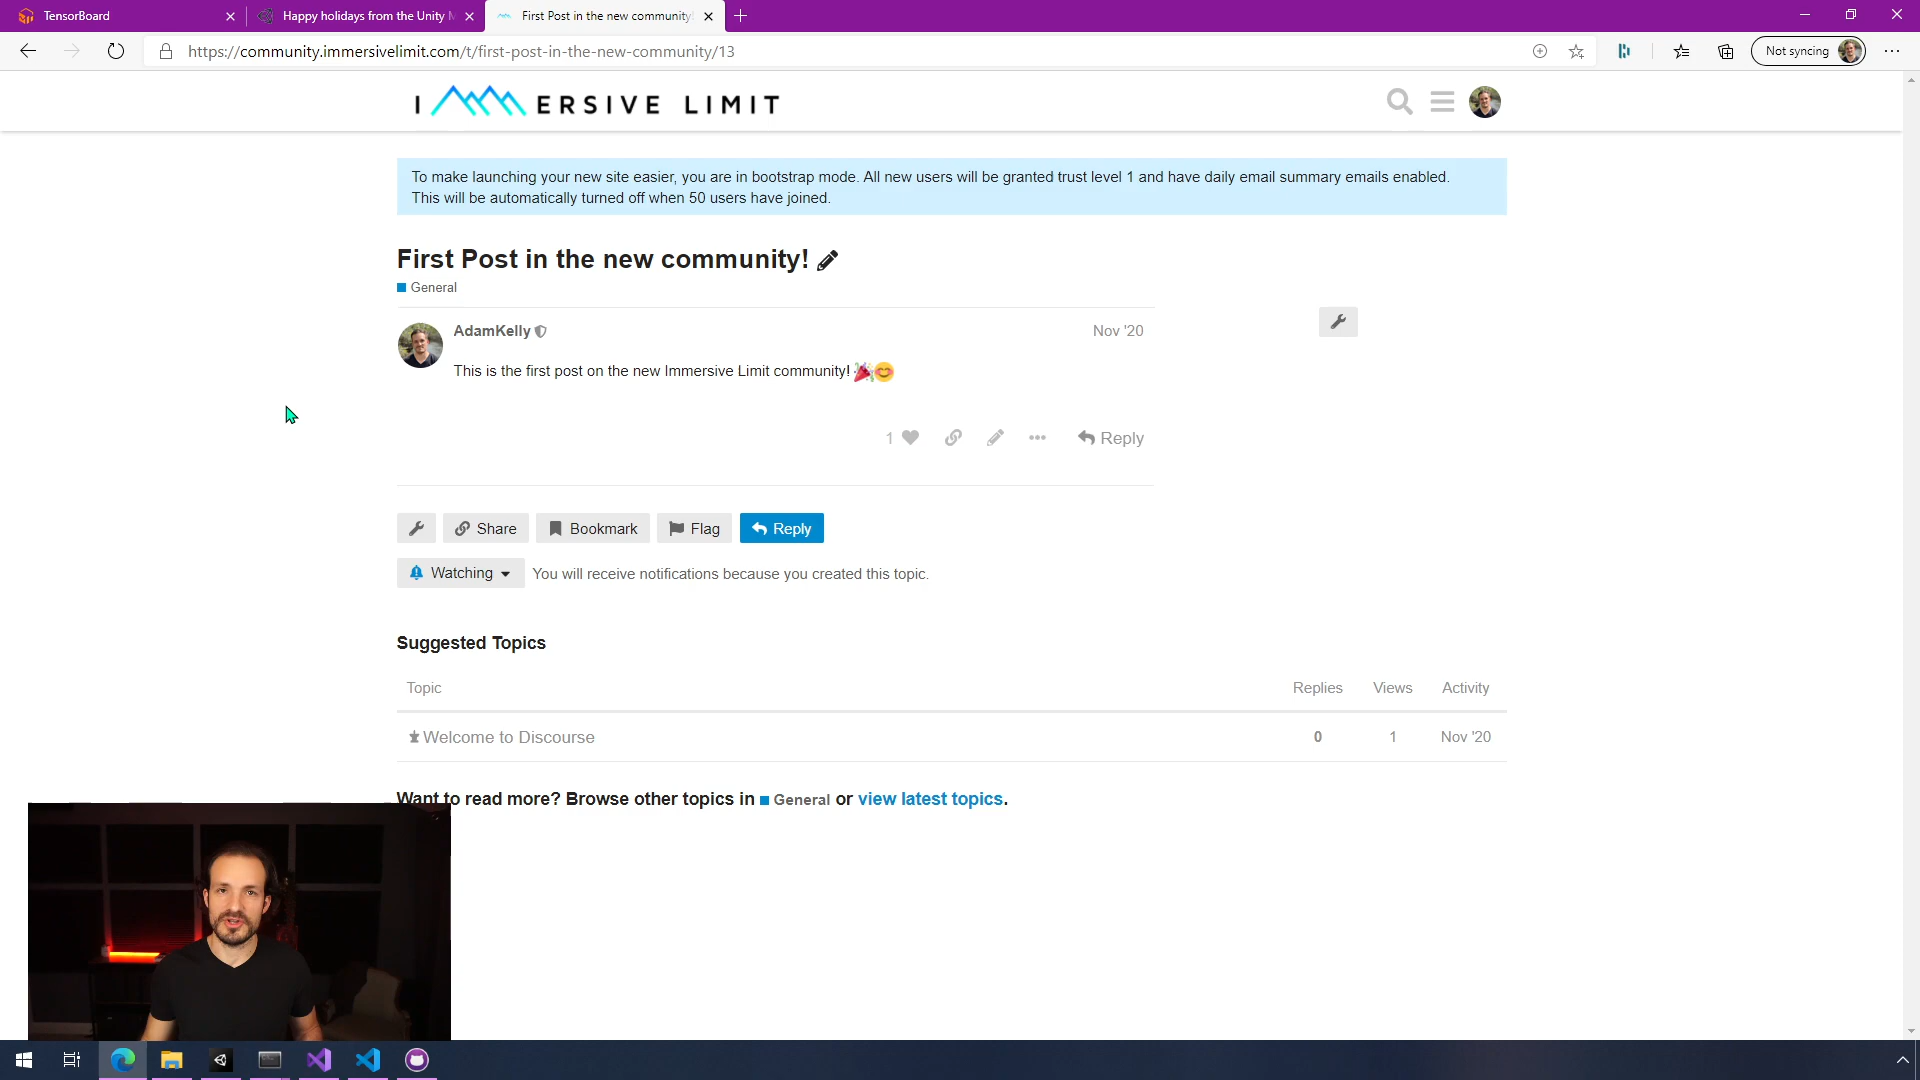 TensorBoard
Happy holidays from the Unity M
First Post in the new community!
https://community.immersivelimit.com/t/first-post-in-the-new-community/13
Not syncing
IMMERSIVE LIMIT
To make launching your new site easier, you are in bootstrap mode. All new users will be granted trust level 1 and have daily email summary emails enabled.
This will be automatically turned off when 50 users have joined.
First Post in the new community!
General
AdamKelly
Nov '20
This is the first post on the new Immersive Limit community! 🎉😊
1
Reply
Share
Bookmark
Flag
Reply
Watching
You will receive notifications because you created this topic.
Suggested Topics
Topic
Replies
Views
Activity
Welcome to Discourse
0
1
Nov '20
Want to read more? Browse other topics in General or view latest topics.